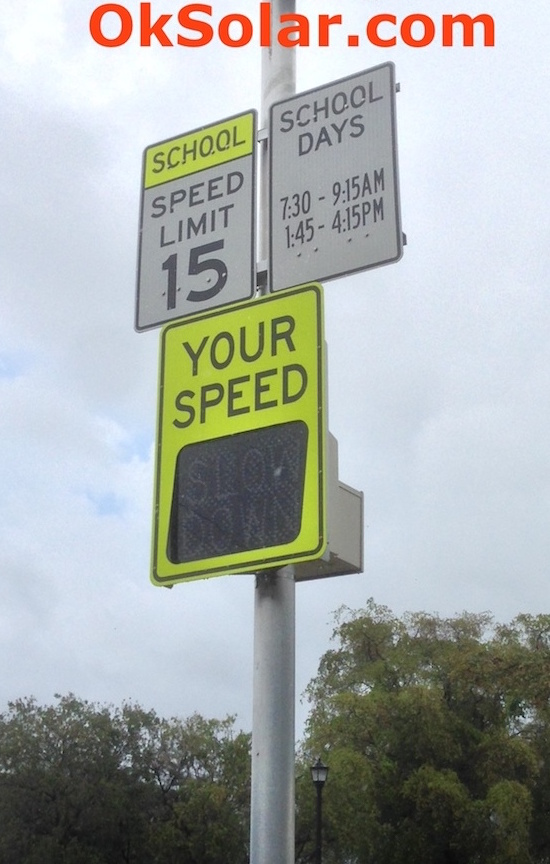 OkSolar.com
SCHOOL
SPEED
LIMIT
15
SCHOOL
DAYS
7:30 - 9:15AM
1:45 - 4:15PM
YOUR
SPEED
SLOW
DOWN